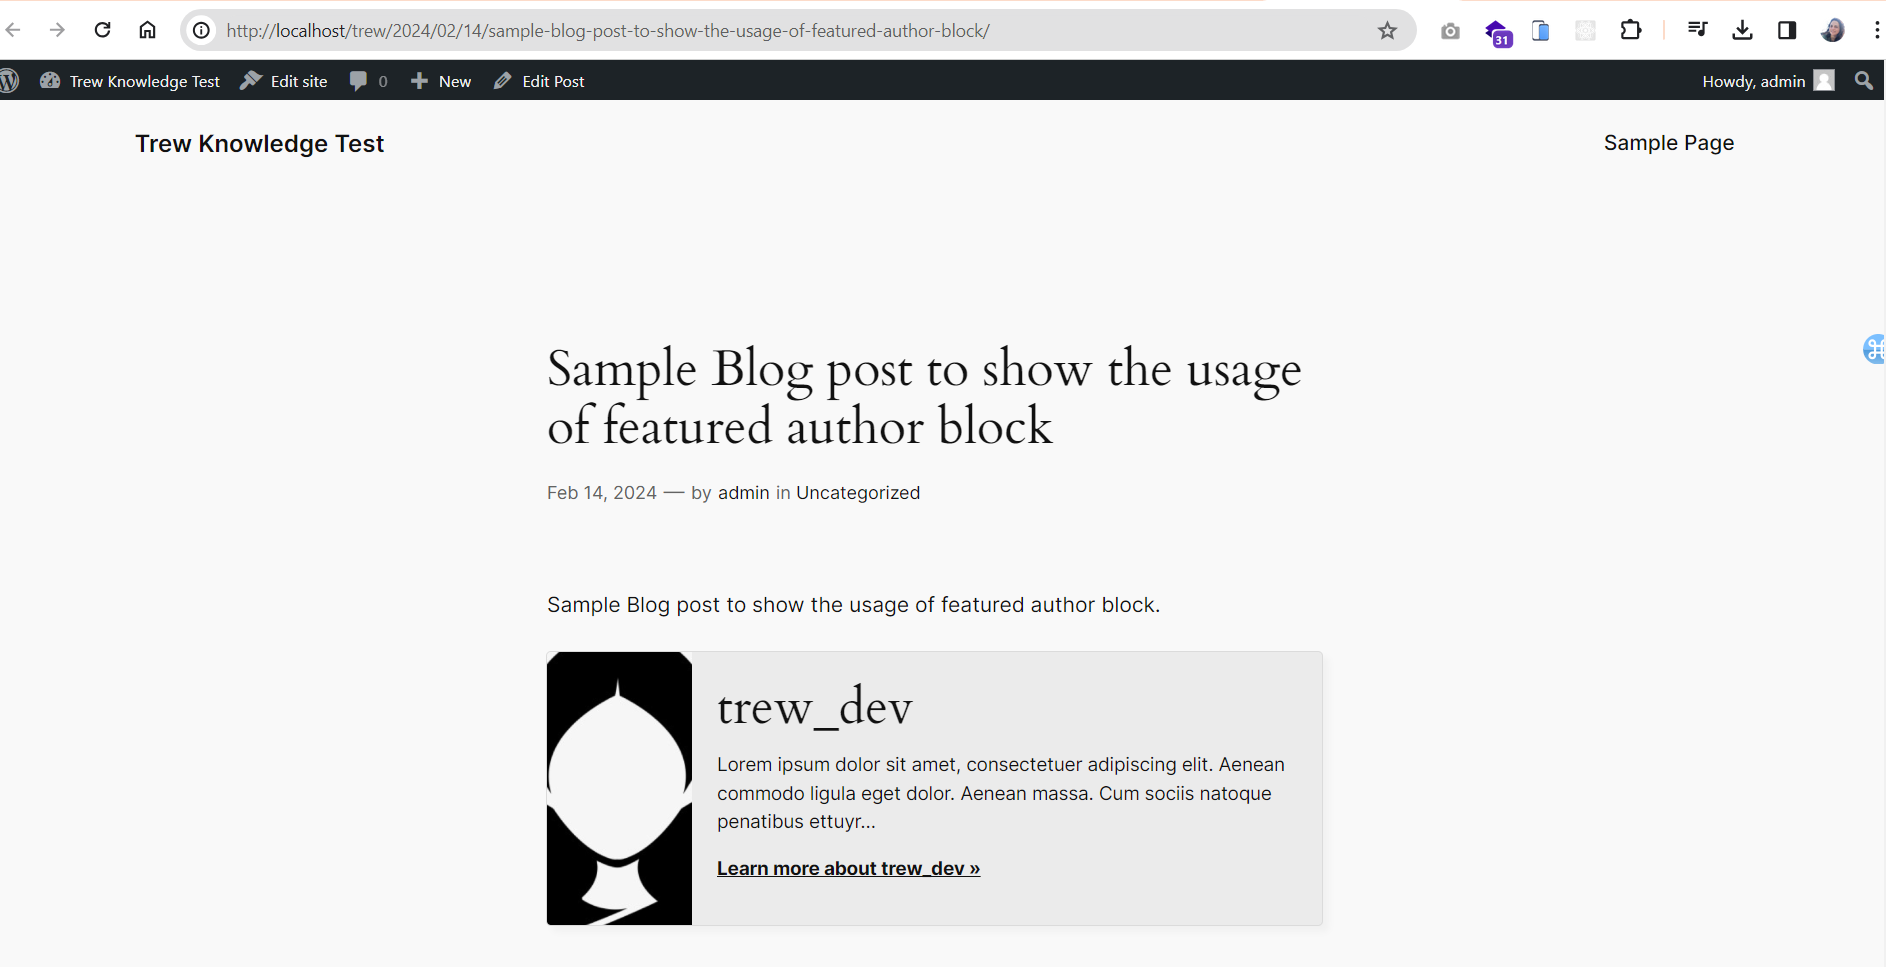 http://localhost/trew/2024/02/14/sample-blog-post-to-show-the-usage-of-featured-author-block/
31
Trew Knowledge Test
Edit site
0
New
Edit Post
Howdy, admin
Trew Knowledge Test
Sample Page
Sample Blog post to show the usage
of featured author block
Feb 14, 2024 — by admin in Uncategorized
Sample Blog post to show the usage of featured author block.
trew_dev
Lorem ipsum dolor sit amet, consectetuer adipiscing elit. Aenean
commodo ligula eget dolor. Aenean massa. Cum sociis natoque
penatibus ettuyr...
Learn more about trew_dev »